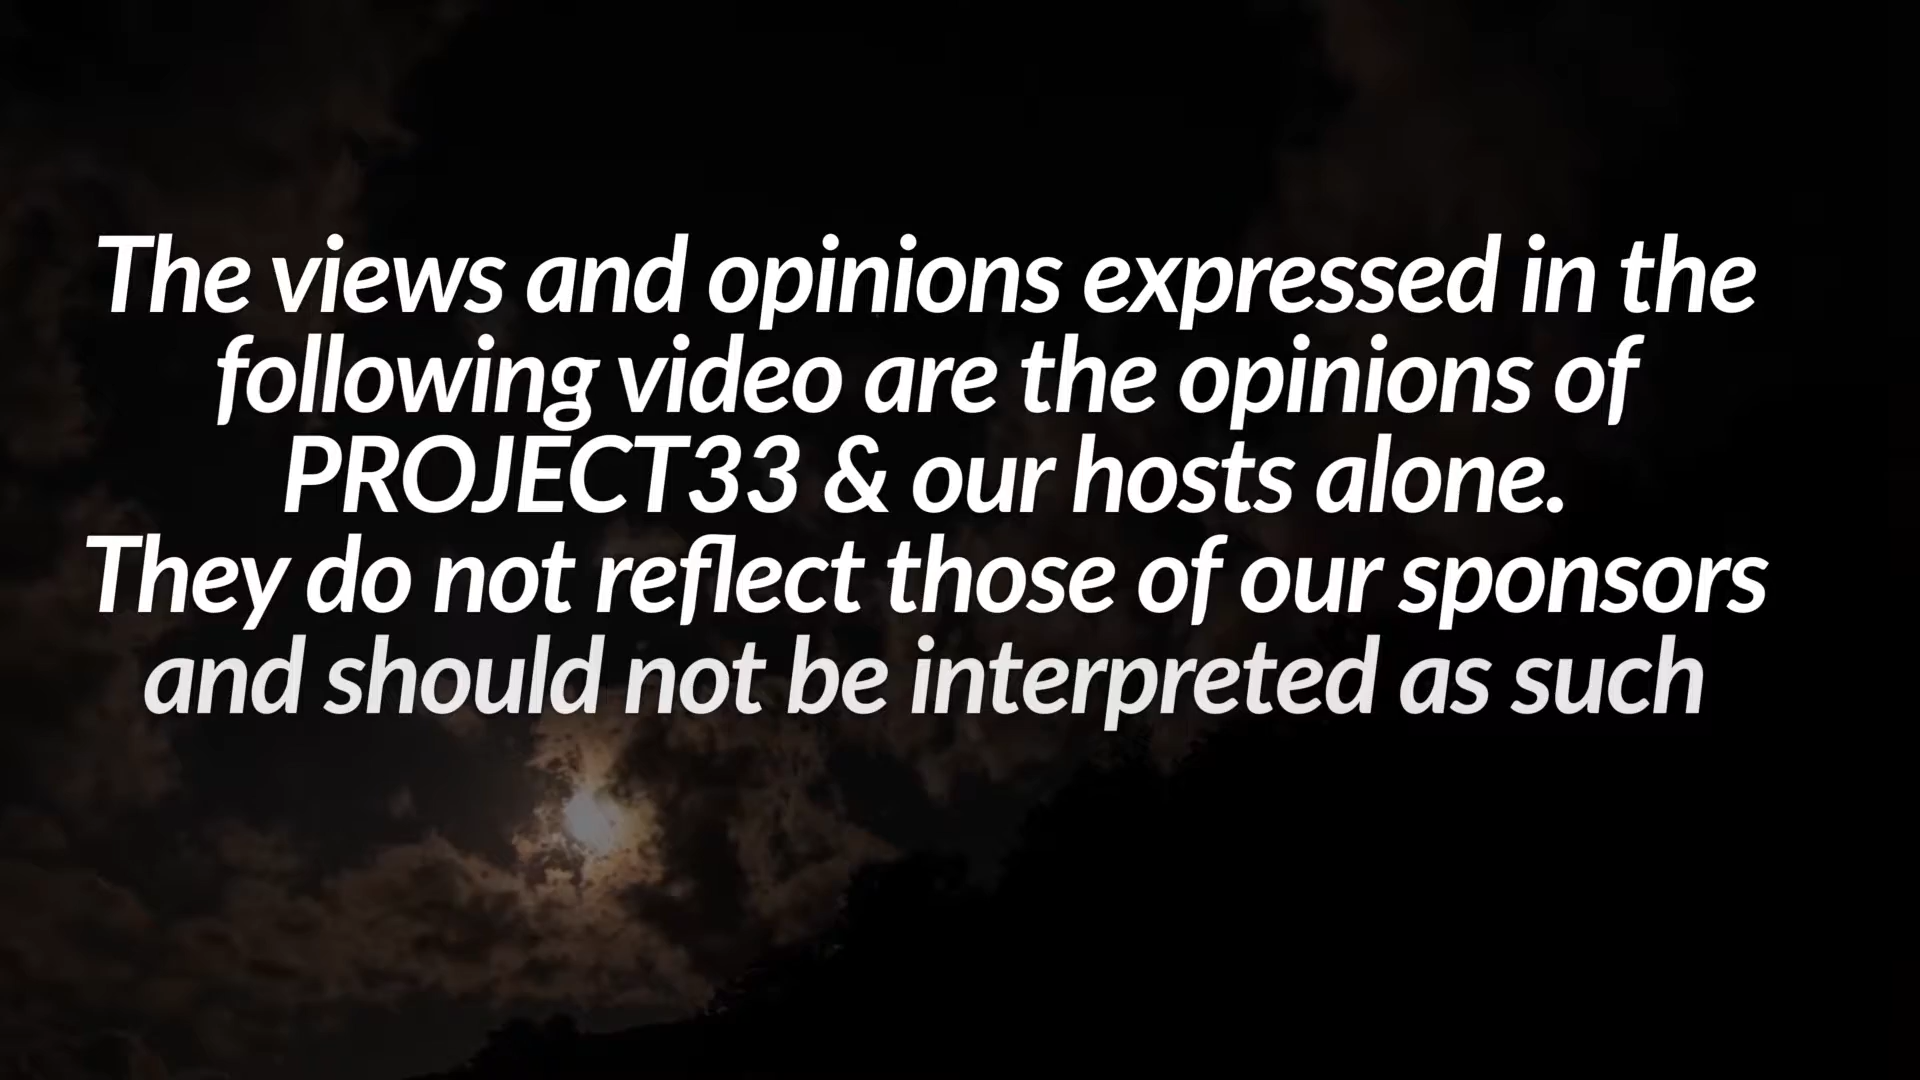 The views and opinions expressed in the
following video are the opinions of
PROJECT33 & our hosts alone.
They do not reflect those of our sponsors
and should not be interpreted as such